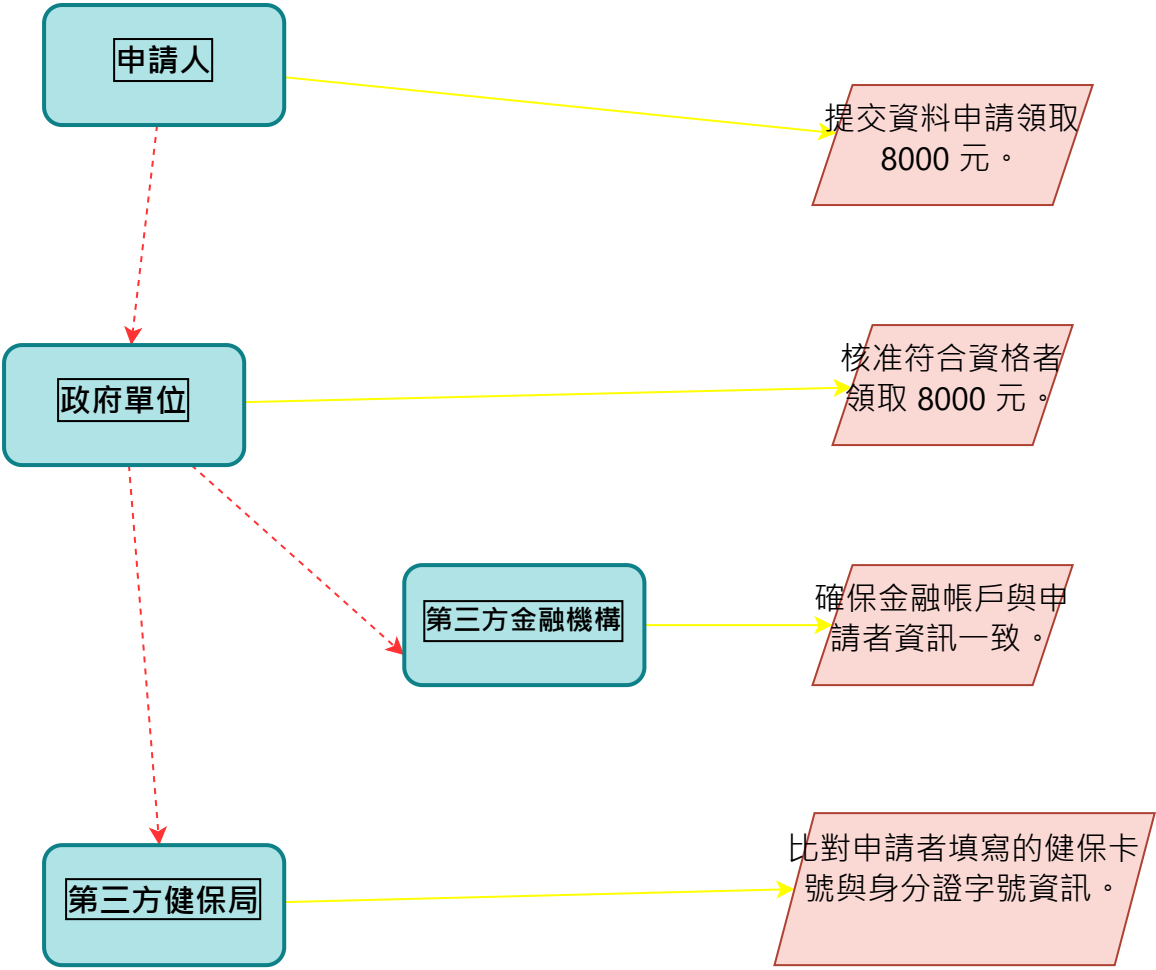 申請人
提交資料申請領取
8000 元。
政府單位
核准符合資格者
領取 8000 元。
第三方金融機構
確保金融帳戶與申
請者資訊一致。
第三方健保局
比對申請者填寫的健保卡
號與身分證字號資訊。